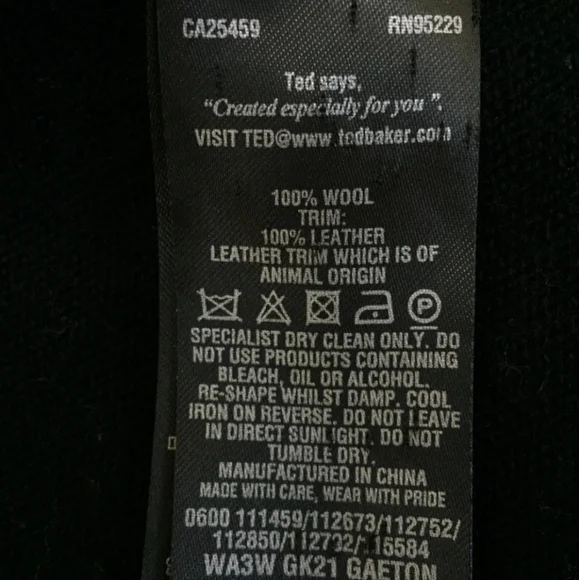 CA25459 RN95229
Ted says,
“Created especially for you ”.
VISIT TED@www.tedbaker.com
100% WOOL
TRIM:
100% LEATHER
LEATHER TRIM WHICH IS OF
ANIMAL ORIGIN
P
SPECIALIST DRY CLEAN ONLY. DO
NOT USE PRODUCTS CONTAINING
BLEACH, OIL OR ALCOHOL.
RE-SHAPE WHILST DAMP. COOL
IRON ON REVERSE. DO NOT LEAVE
IN DIRECT SUNLIGHT. DO NOT
TUMBLE DRY.
MANUFACTURED IN CHINA
MADE WITH CARE, WEAR WITH PRIDE
0600 111459/112673/112752/
112850/112732/115584
WA3W GK21 GAETON